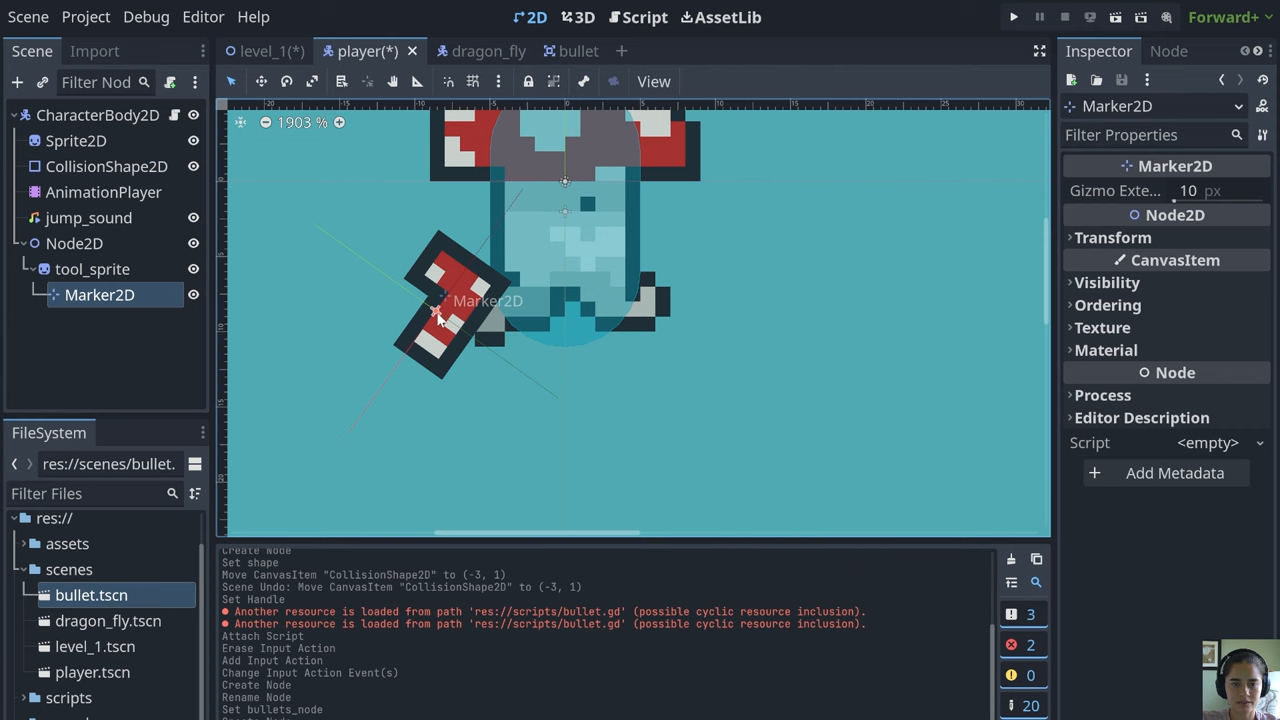 Scene Project Debug Editor Help
2D 3D Script AssetLib
Forward+
Scene Import
level_1(*) player(*) dragon_fly bullet
Inspector Node
Filter Nod
View
CharacterBody2D
Sprite2D
CollisionShape2D
AnimationPlayer
jump_sound
Node2D
tool_sprite
Marker2D
1903 %
Marker2D
Marker2D
Filter Properties
Marker2D
Gizmo Exte... 10 px
Node2D
Transform
CanvasItem
Visibility
Ordering
Texture
Material
Node
Process
Editor Description
Script <empty>
Add Metadata
FileSystem
res://scenes/bullet.
Filter Files
res://
assets
scenes
bullet.tscn
dragon_fly.tscn
level_1.tscn
player.tscn
scripts
Create Node
Set shape
Move CanvasItem "CollisionShape2D" to (-3, 1)
Scene Undo: Move CanvasItem "CollisionShape2D" to (-3, 1)
Set Handle
Another resource is loaded from path 'res://scripts/bullet.gd' (possible cyclic resource inclusion).
Another resource is loaded from path 'res://scripts/bullet.gd' (possible cyclic resource inclusion).
Attach Script
Erase Input Action
Add Input Action
Change Input Action Event(s)
Create Node
Rename Node
Set bullets_node
3
2
0
20